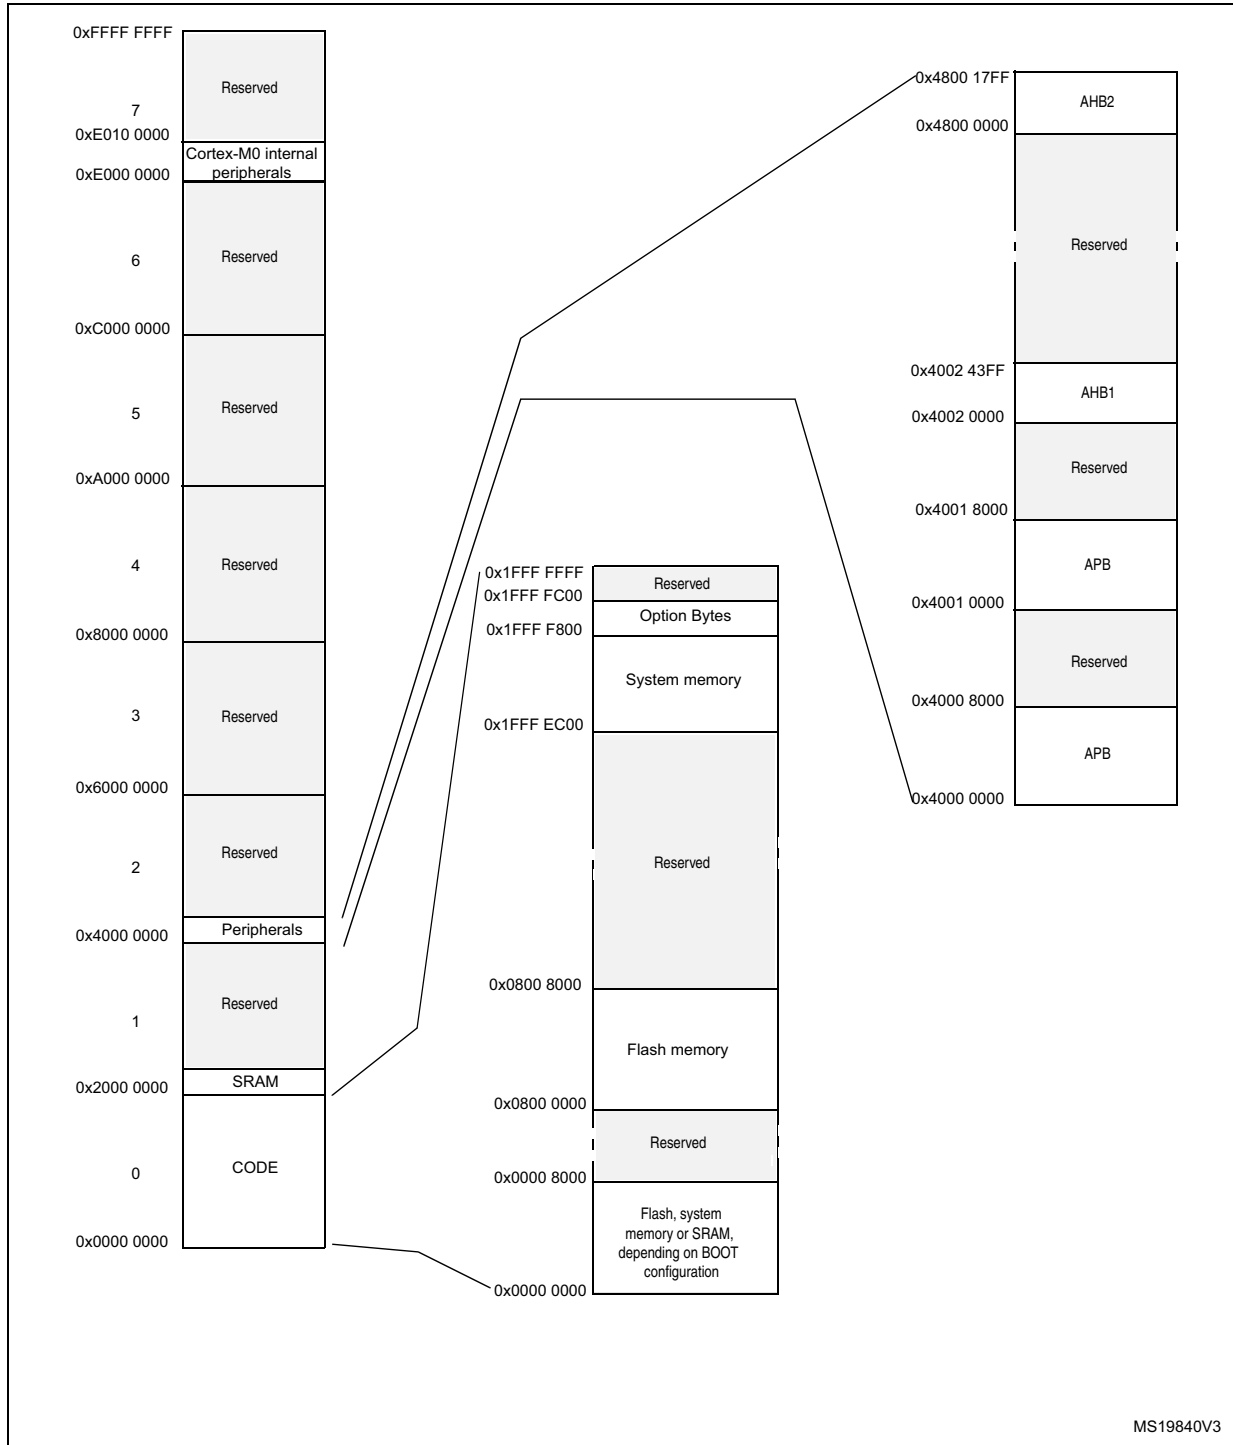 0xFFFF FFFF
Reserved
7
0xE010 0000
Cortex-M0 internal
peripherals
0xE000 0000
Reserved
6
0xC000 0000
Reserved
5
0xA000 0000
Reserved
4
0x8000 0000
Reserved
3
0x6000 0000
Reserved
2
Peripherals
0x4000 0000
Reserved
1
SRAM
0x2000 0000
CODE
0
0x0000 0000
0x1FFF FFFF
Reserved
0x1FFF FC00
Option Bytes
0x1FFF F800
System memory
0x1FFF EC00
Reserved
0x0800 8000
Flash memory
0x0800 0000
Reserved
0x0000 8000
Flash, system
memory or SRAM,
depending on BOOT
configuration
0x0000 0000
0x4800 17FF
AHB2
0x4800 0000
Reserved
0x4002 43FF
AHB1
0x4002 0000
Reserved
0x4001 8000
APB
0x4001 0000
Reserved
0x4000 8000
APB
0x4000 0000
MS19840V3